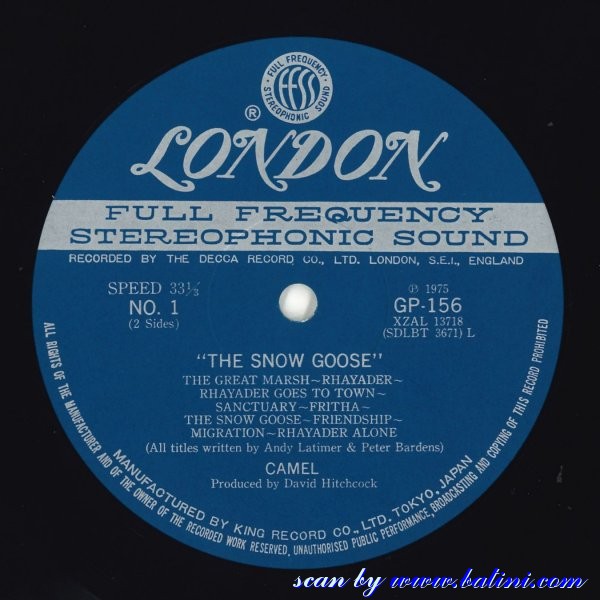 FULL FREQUENCY
FFSS
STEREOPHONIC SOUND
®
LONDON
FULL FREQUENCY
STEREOPHONIC SOUND
RECORDED BY THE DECCA RECORD CO., LTD. LONDON, S.E.I., ENGLAND
SPEED 33⅓
NO. 1
(2 Sides)
℗ 1975
GP-156
XZAL 13718
(SDLBT 3671) L
"THE SNOW GOOSE"
THE GREAT MARSH~RHAYADER~
RHAYADER GOES TO TOWN~
SANCTUARY~FRITHA~
THE SNOW GOOSE~FRIENDSHIP~
MIGRATION~RHAYADER ALONE
(All titles written by Andy Latimer & Peter Bardens)
CAMEL
Produced by David Hitchcock
MANUFACTURED BY KING RECORD CO., LTD. TOKYO, JAPAN
ALL RIGHTS OF THE MANUFACTURER AND OF THE OWNER OF THE RECORDED WORK RESERVED, UNAUTHORISED PUBLIC PERFORMANCE, BROADCASTING AND COPYING OF THIS RECORD PROHIBITED
scan by www.batini.com